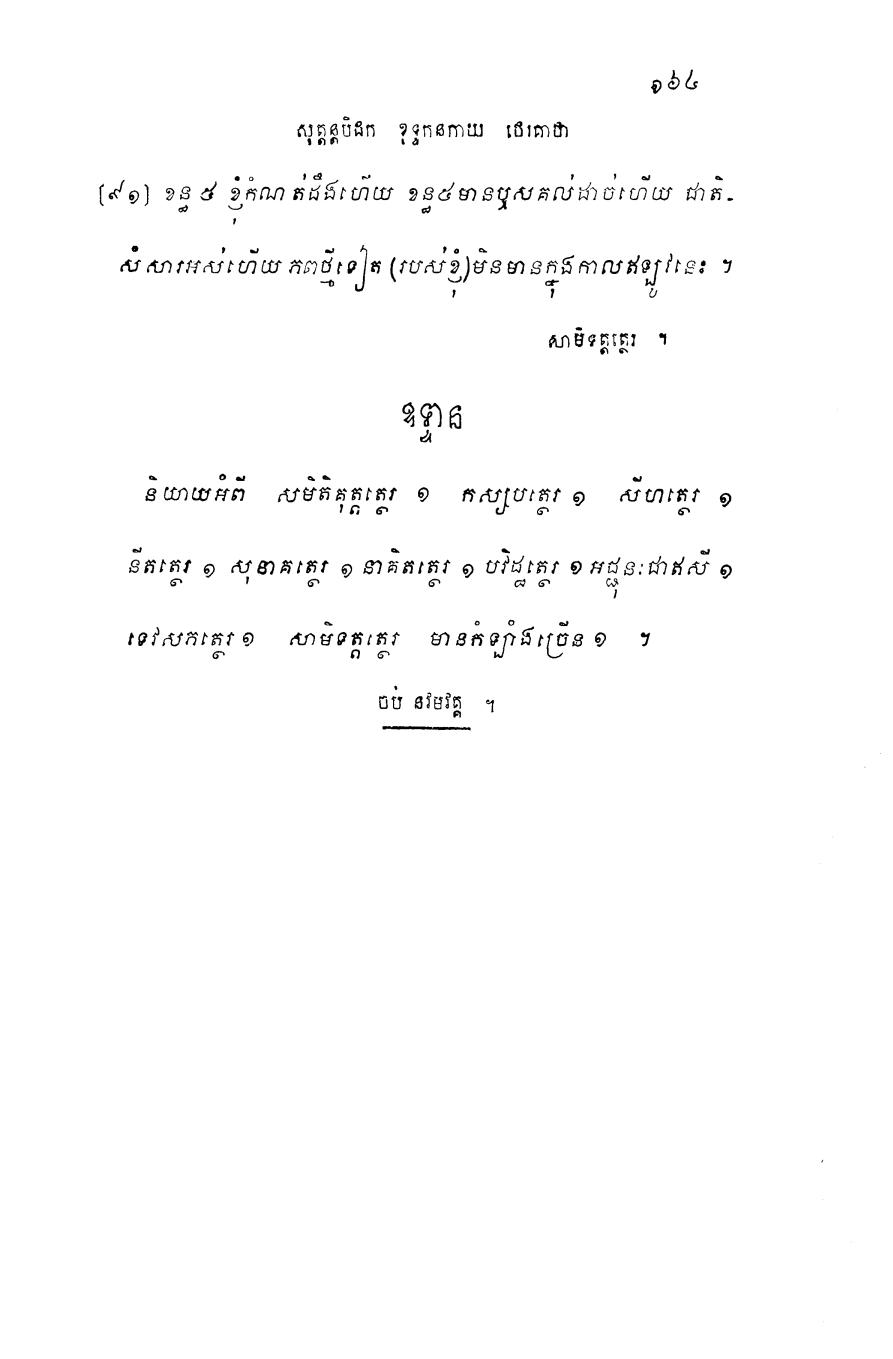 ១៦៤
សុត្តន្តបិដក ខុទ្ទកនិកាយ ថេរគាថា
[៩១] ខន្ធ ៥ ខ្ញុំកំណត់ដឹងហើយ ខន្ធ៥មានឫសគល់ដាច់ហើយ ជាតិ-
សំសារអស់ហើយ ភពថ្មីទៀត (របស់ខ្ញុំ)មិនមានក្នុងកាលឥឡូវនេះ ។
សាមិទត្តត្ថេរ ។
ឧទ្ទាន
និយាយអំពី សមិតិគុត្តត្ថេរ ១ កស្សបត្ថេរ ១ សីហត្ថេរ ១
នីតត្ថេរ ១ សុនាគត្ថេរ ១ នាគិតត្ថេរ ១ បវិដ្ឋត្ថេរ ១ អជ្ជុនៈជាឥសី ១
ទេវសភត្ថេរ ១ សាមិទត្តត្ថេរ មានកំឡាំងច្រើន ១ ។
ចប់ នវមវគ្គ ។